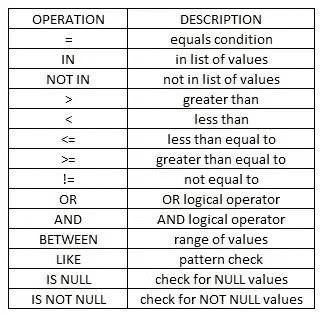 OPERATION DESCRIPTION
= equals condition
IN in list of values
NOT IN not in list of values
> greater than
< less than
<= less than equal to
>= greater than equal to
!= not equal to
OR OR logical operator
AND AND logical operator
BETWEEN range of values
LIKE pattern check
IS NULL check for NULL values
IS NOT NULL check for NOT NULL values